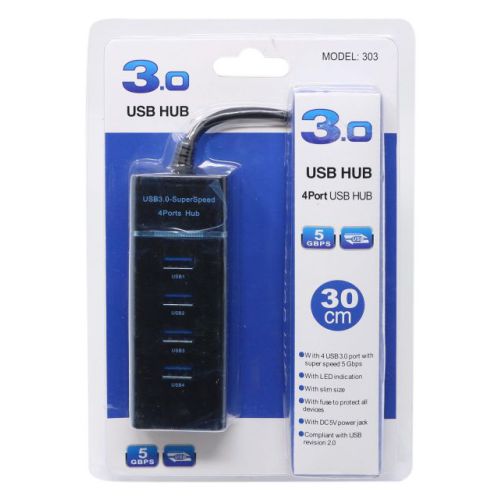 MODEL: 303
3.0
USB HUB
3.0
USB HUB
4Port USB HUB
5
GBPS
30
cm
With 4 USB3.0 port with
super speed 5 Gbps
With LED indication
With slim size
With fuse to protect all
devices
With DC5V power jack
Compliant with USB
revision 2.0
USB3.0-SuperSpeed
4Ports Hub
USB1
USB2
USB3
USB4
5
GBPS